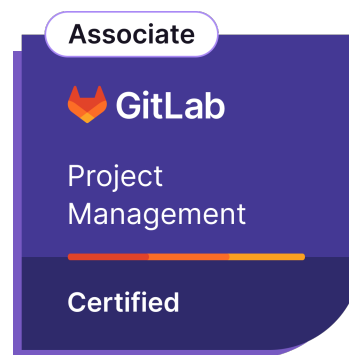 Associate
GitLab
Project
Management
Certified